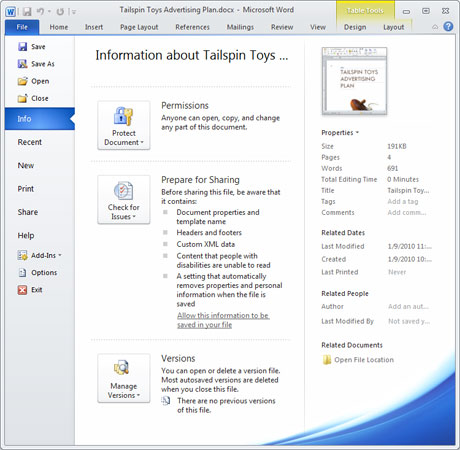 Tailspin Toys Advertising Plan.docx - Microsoft Word
Table Tools
File Home Insert Page Layout References Mailings Review View Design Layout
Save
Save As
Open
Close
Info
Recent
New
Print
Share
Help
Add-Ins
Options
Exit
Information about Tailspin Toys ...
Protect
Document
Permissions
Anyone can open, copy, and change
any part of this document.
Check for
Issues
Prepare for Sharing
Before sharing this file, be aware that
it contains:
Document properties and
template name
Headers and footers
Custom XML data
Content that people with
disabilities are unable to read
A setting that automatically
removes properties and personal
information when the file is
saved
Allow this information to be
saved in your file
Manage
Versions
Versions
You can open or delete a version file.
Most autosaved versions are deleted
when you close this file.
There are no previous versions
of this file.
TAILSPIN TOYS
ADVERTISING
PLAN
Properties
Size 191KB
Pages 4
Words 691
Total Editing Time 0 Minutes
Title Tailspin Toy...
Tags Add a tag
Comments Add comm...
Related Dates
Last Modified 1/9/2010 11:...
Created 1/9/2010 10:...
Last Printed Never
Related People
Author Add an aut...
Last Modified By Not saved y...
Related Documents
Open File Location